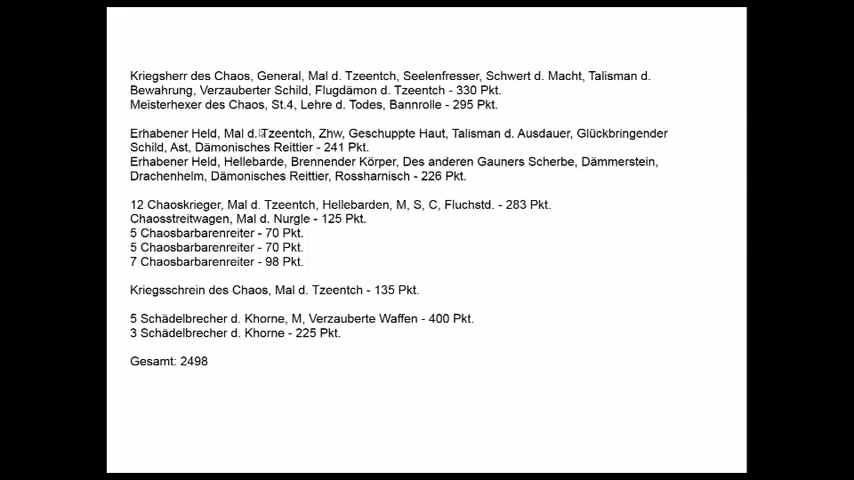 Kriegsherr des Chaos, General, Mal d. Tzeentch, Seelenfresser, Schwert d. Macht, Talisman d.
Bewahrung, Verzauberter Schild, Flugdämon d. Tzeentch - 330 Pkt.
Meisterhexer des Chaos, St.4, Lehre d. Todes, Bannrolle - 295 Pkt.
Erhabener Held, Mal d. Tzeentch, Zhw, Geschuppte Haut, Talisman d. Ausdauer, Glückbringender
Schild, Ast, Dämonisches Reittier - 241 Pkt.
Erhabener Held, Hellebarde, Brennender Körper, Des anderen Gauners Scherbe, Dämmerstein,
Drachenhelm, Dämonisches Reittier, Rossharnisch - 226 Pkt.
12 Chaoskrieger, Mal d. Tzeentch, Hellebarden, M, S, C, Fluchstd. - 283 Pkt.
Chaosstreitwagen, Mal d. Nurgle - 125 Pkt.
5 Chaosbarbarenreiter - 70 Pkt.
5 Chaosbarbarenreiter - 70 Pkt.
7 Chaosbarbarenreiter - 98 Pkt.
Kriegsschrein des Chaos, Mal d. Tzeentch - 135 Pkt.
5 Schädelbrecher d. Khorne, M, Verzauberte Waffen - 400 Pkt.
3 Schädelbrecher d. Khorne - 225 Pkt.
Gesamt: 2498